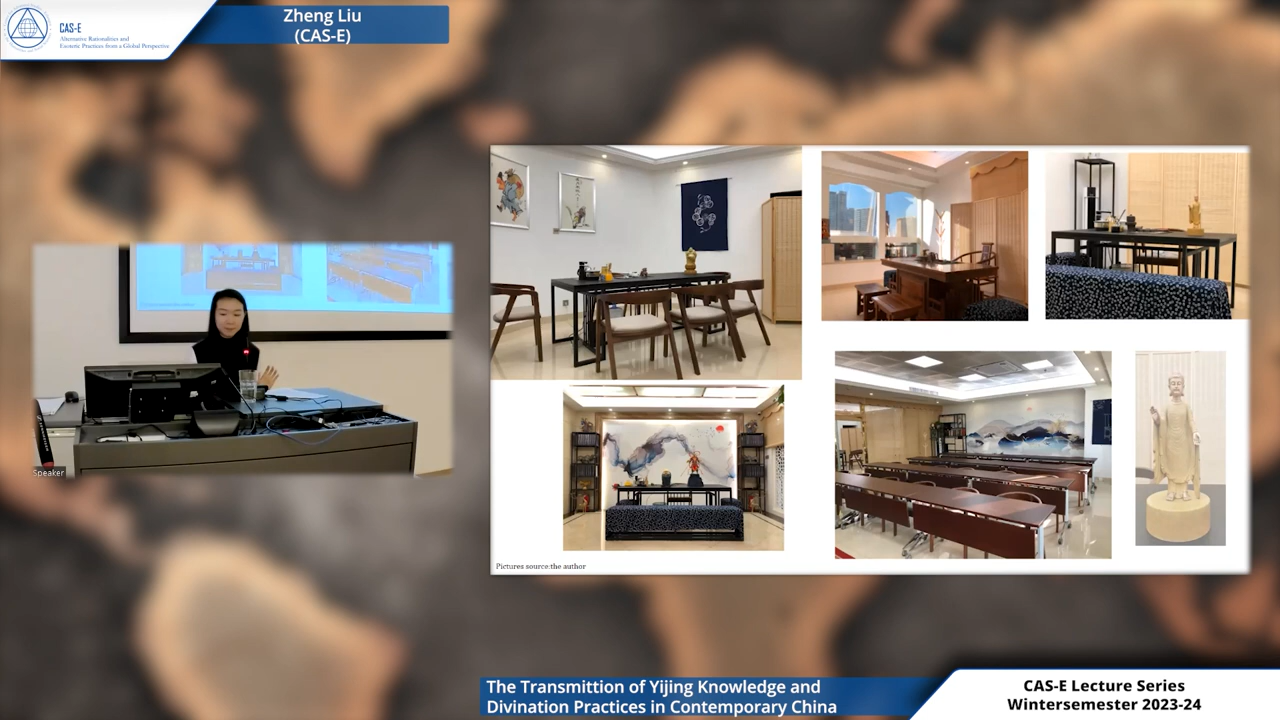 CAS-E
Alternative Rationalities and
Esoteric Practices from a Global Perspective
Zheng Liu
(CAS-E)
Speaker
Pictures source:the author
The Transmittion of Yijing Knowledge and
Divination Practices in Contemporary China
CAS-E Lecture Series
Wintersemester 2023-24